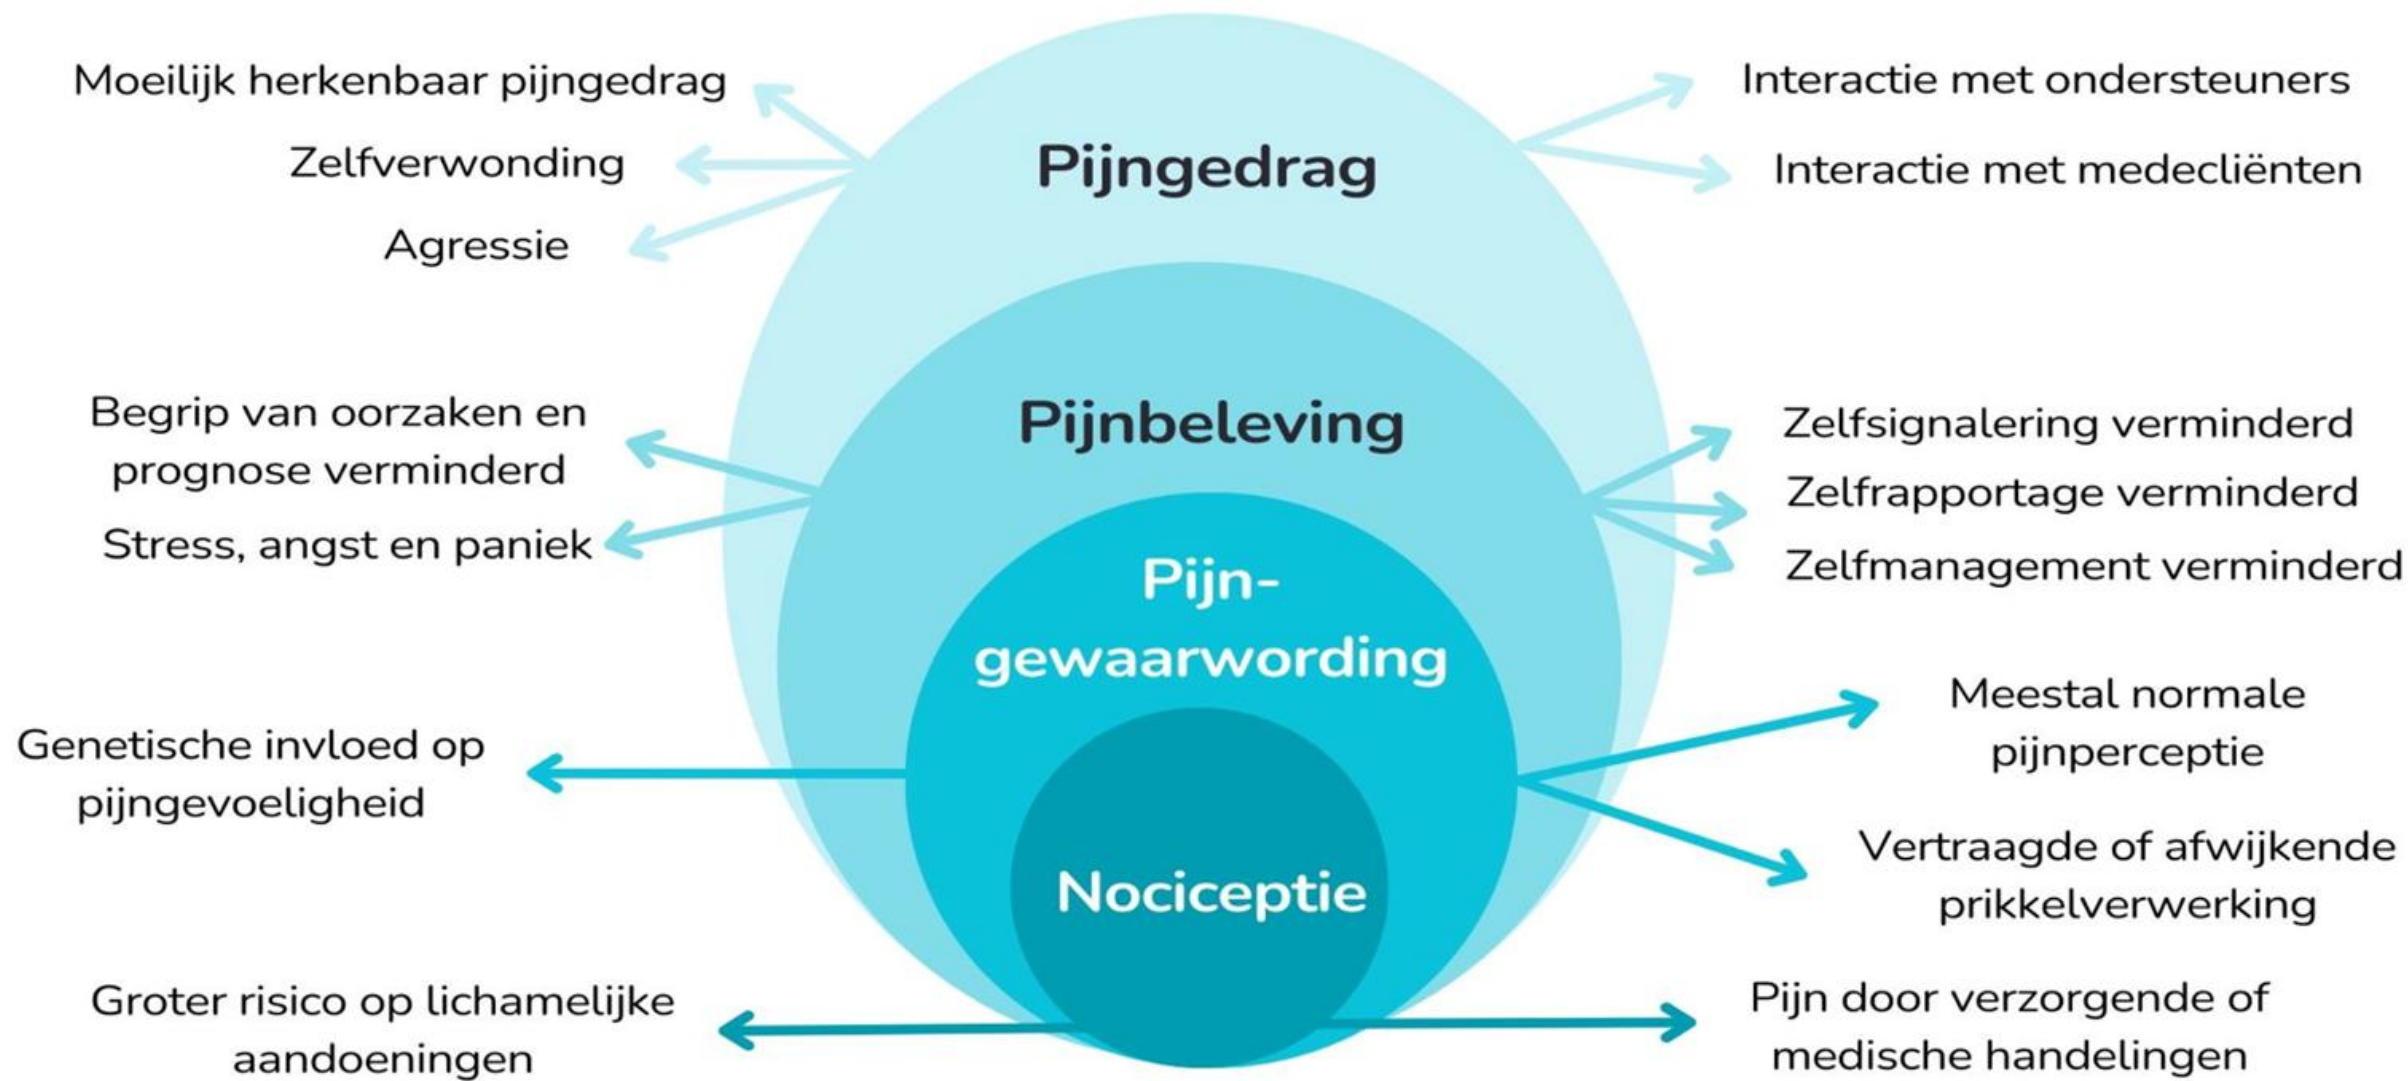 Moeilijk herkenbaar pijngedrag
Zelfverwonding
Agressie
Pijngedrag
Interactie met ondersteuners
Interactie met medecliënten
Begrip van oorzaken en
prognose verminderd
Stress, angst en paniek
Pijnbeleving
Zelfsignalering verminderd
Zelfrapportage verminderd
Zelfmanagement verminderd
Genetische invloed op
pijngevoeligheid
Pijn-
gewaarwording
Meestal normale
pijnperceptie
Vertraagde of afwijkende
prikkelverwerking
Nociceptie
Groter risico op lichamelijke
aandoeningen
Pijn door verzorgende of
medische handelingen